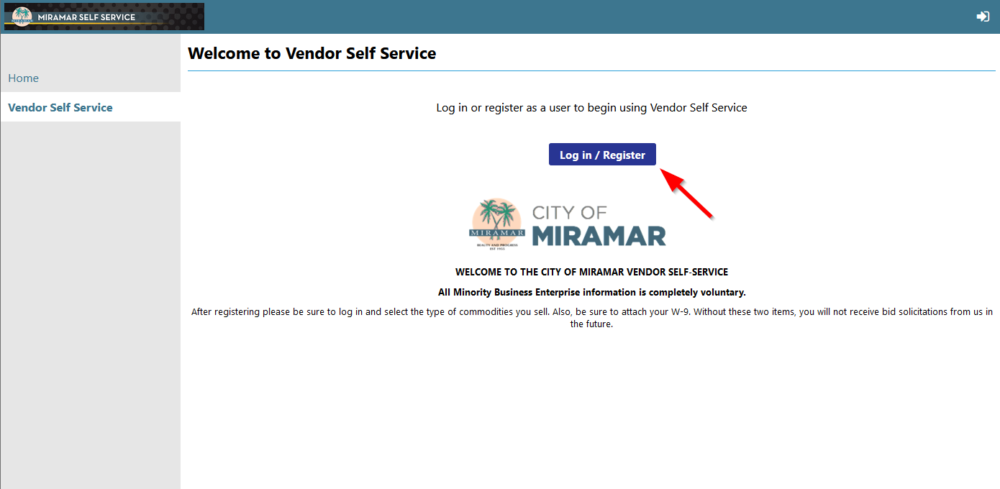 MIRAMAR SELF SERVICE
Welcome to Vendor Self Service
Home
Vendor Self Service
Log in or register as a user to begin using Vendor Self Service
Log in / Register
CITY OF
MIRAMAR
MIRAMAR
BEAUTY AND PROGRESS
EST 1955
WELCOME TO THE CITY OF MIRAMAR VENDOR SELF-SERVICE
All Minority Business Enterprise information is completely voluntary.
After registering please be sure to log in and select the type of commodities you sell. Also, be sure to attach your W-9. Without these two items, you will not receive bid solicitations from us in
the future.